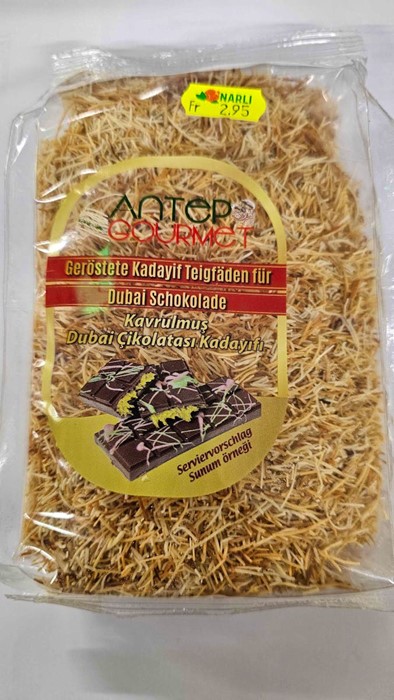 NARLI
Fr 2.95
ANTEP
GOURMET
Geröstete Kadayif Teigfäden für
Dubai Schokolade
Kavrulmuş
Dubai Çikolatası Kadayıfı
Serviervorschlag
Sunum örneği